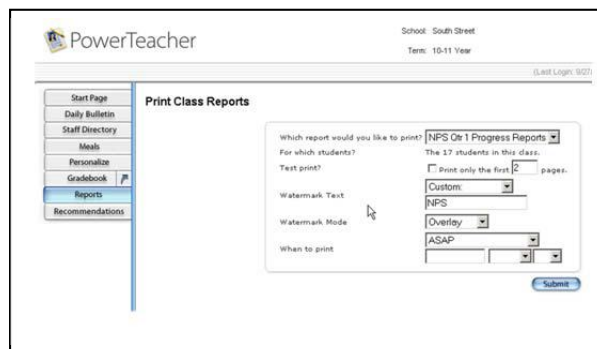 PowerTeacher
School: South Street
Term: 10-11 Year
(Last Login: 9/27)
Start Page
Daily Bulletin
Staff Directory
Meals
Personalize
Gradebook
Reports
Recommendations
Print Class Reports
Which report would you like to print? NPS Qtr 1 Progress Reports
For which students? The 17 students in this class.
Test print? Print only the first 2 pages.
Watermark Text Custom:
NPS
Watermark Mode Overlay
When to print ASAP
Submit